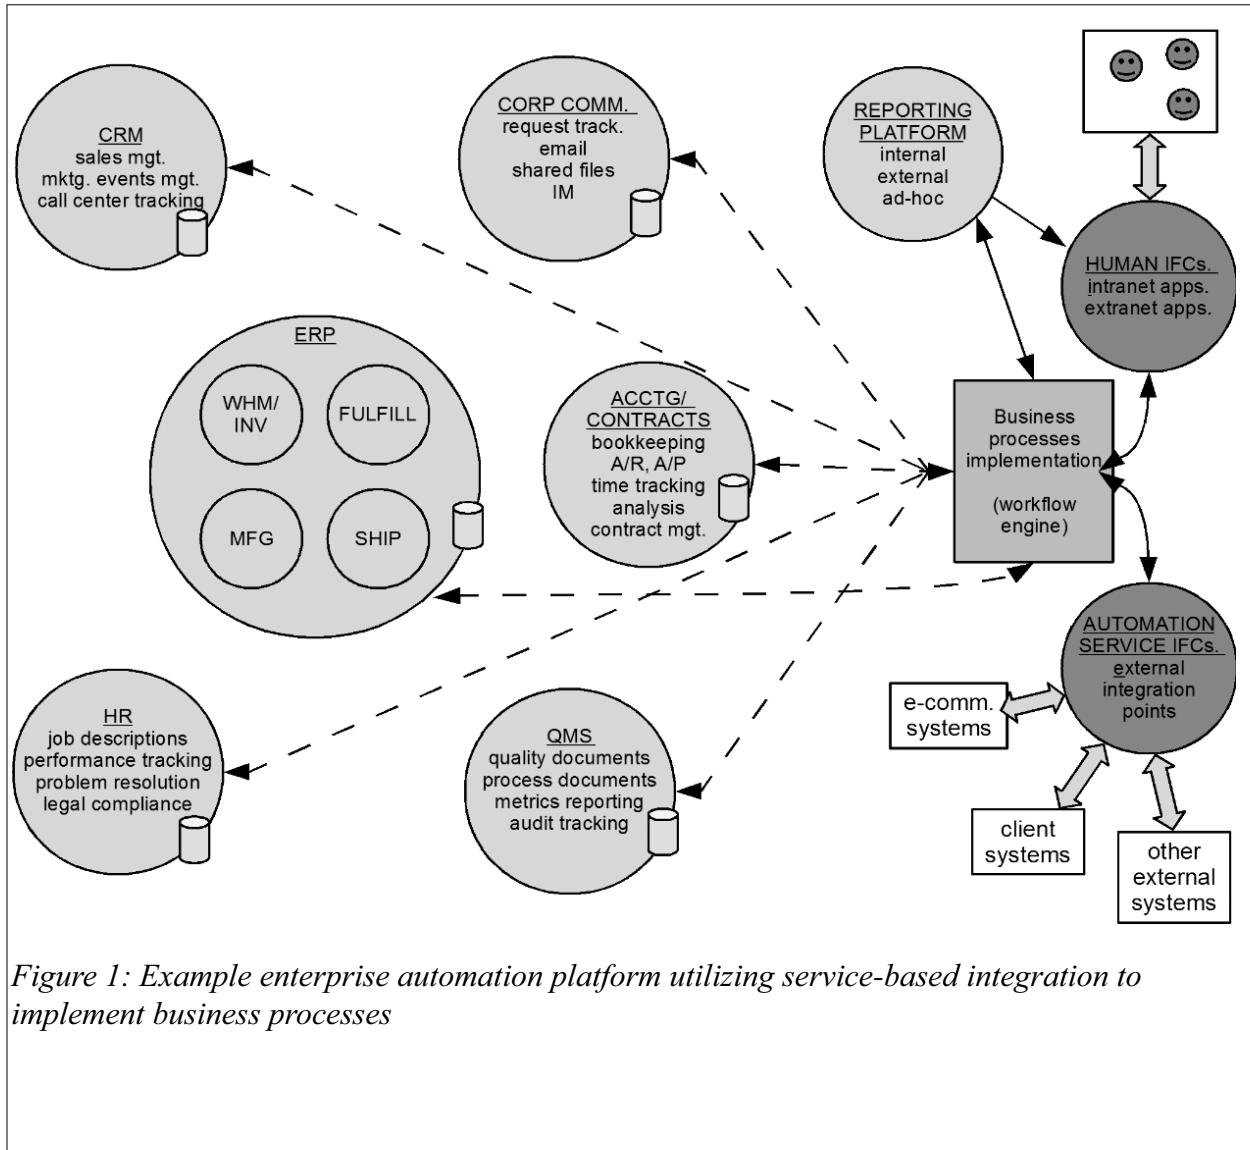 CRM
sales mgt.
mktg. events mgt.
call center tracking
CORP COMM.
request track.
email
shared files
IM
REPORTING
PLATFORM
internal
external
ad-hoc
HUMAN IFCs.
intranet apps.
extranet apps.
ERP
WHM/
INV
FULFILL
MFG
SHIP
ACCTG/
CONTRACTS
bookkeeping
A/R, A/P
time tracking
analysis
contract mgt.
Business
processes
implementation
(workflow
engine)
AUTOMATION
SERVICE IFCs.
external
integration
points
HR
job descriptions
performance tracking
problem resolution
legal compliance
QMS
quality documents
process documents
metrics reporting
audit tracking
e-comm.
systems
client
systems
other
external
systems
Figure 1: Example enterprise automation platform utilizing service-based integration to
implement business processes